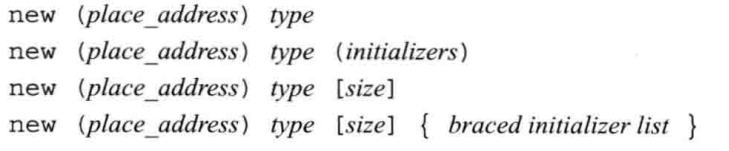 new (place_address) type
new (place_address) type (initializers)
new (place_address) type [size]
new (place_address) type [size] { braced initializer list }